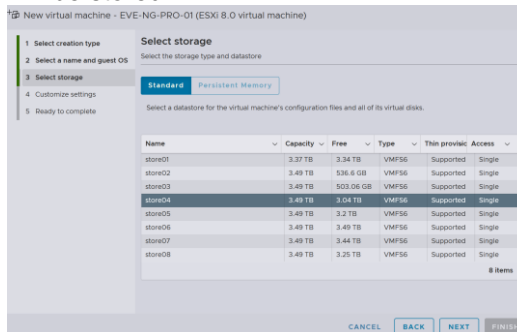 New virtual machine - EVE-NG-PRO-01 (ESXi 8.0 virtual machine)
1 Select creation type
2 Select a name and guest OS
3 Select storage
4 Customize settings
5 Ready to complete
Select storage
Select the storage type and datastore
Standard Persistent Memory
Select a datastore for the virtual machine's configuration files and all of its virtual disks.
Name Capacity Free Type Thin provisic Access
store01 3.37 TB 3.34 TB VMFS6 Supported Single
store02 3.49 TB 536.6 GB VMFS6 Supported Single
store03 3.49 TB 503.06 GB VMFS6 Supported Single
store04 3.49 TB 3.04 TB VMFS6 Supported Single
store05 3.49 TB 3.2 TB VMFS6 Supported Single
store06 3.49 TB 3.49 TB VMFS6 Supported Single
store07 3.49 TB 3.44 TB VMFS6 Supported Single
store08 3.49 TB 3.25 TB VMFS6 Supported Single
8 items
CANCEL BACK NEXT FINISH